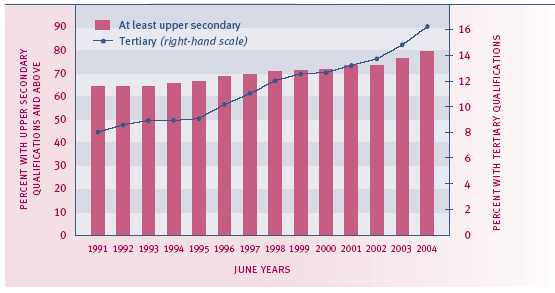 At least upper secondary
Tertiary (right-hand scale)
PERCENT WITH UPPER SECONDARY
QUALIFICATIONS AND ABOVE
90
80
70
60
50
40
30
20
10
0
16
14
12
10
8
6
4
2
0
PERCENT WITH TERTIARY QUALIFICATIONS
1991 1992 1993 1994 1995 1996 1997 1998 1999 2000 2001 2002 2003 2004
JUNE YEARS